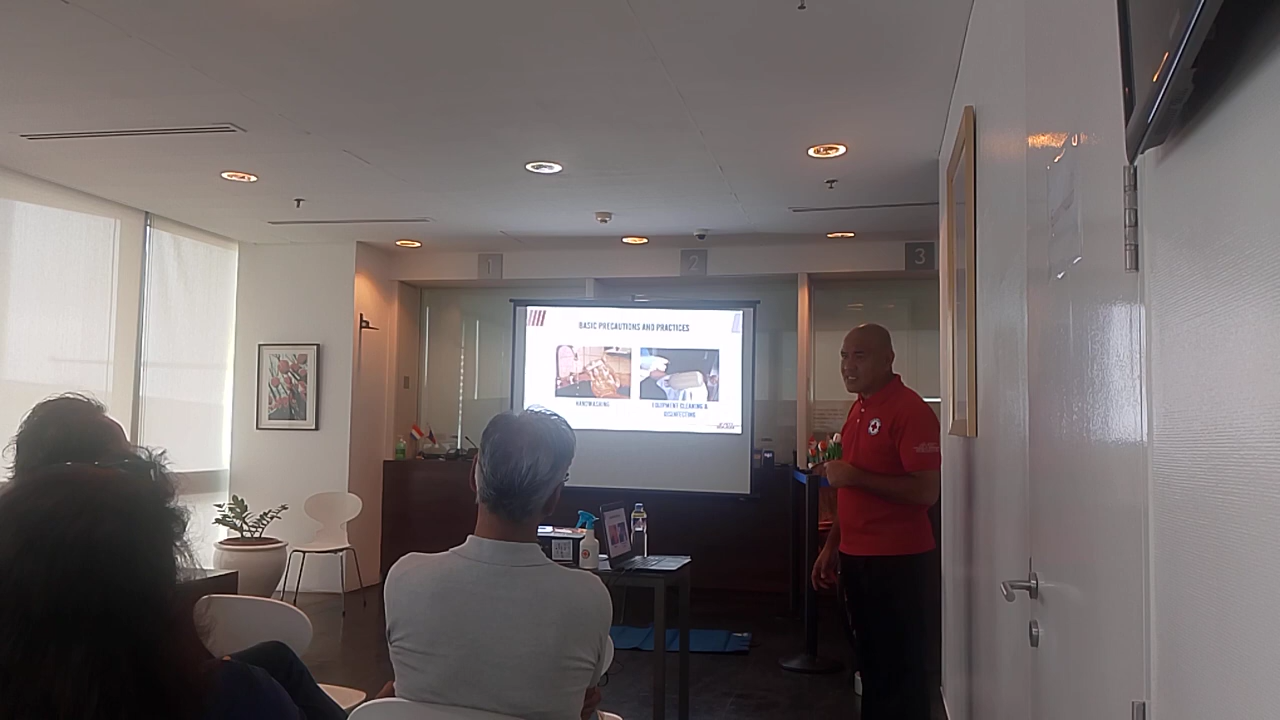 1
2
3
BASIC PRECAUTIONS AND PRACTICES
HANDWASHING
EQUIPMENT CLEANING &
DISINFECTING